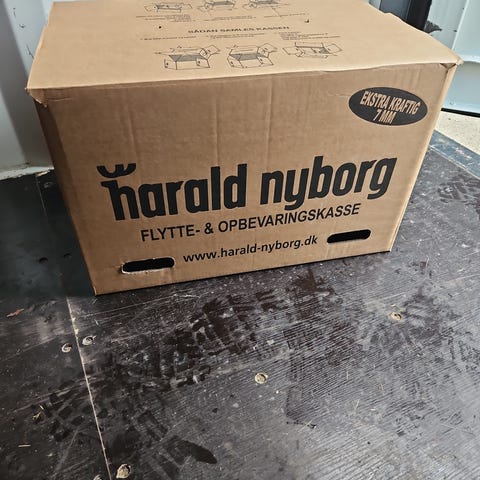 SÅDAN SAMLES KASSEN
EKSTRA KRAFTIG
7 MM
harald nyborg
FLYTTE- & OPBEVARINGSKASSE
www.harald-nyborg.dk